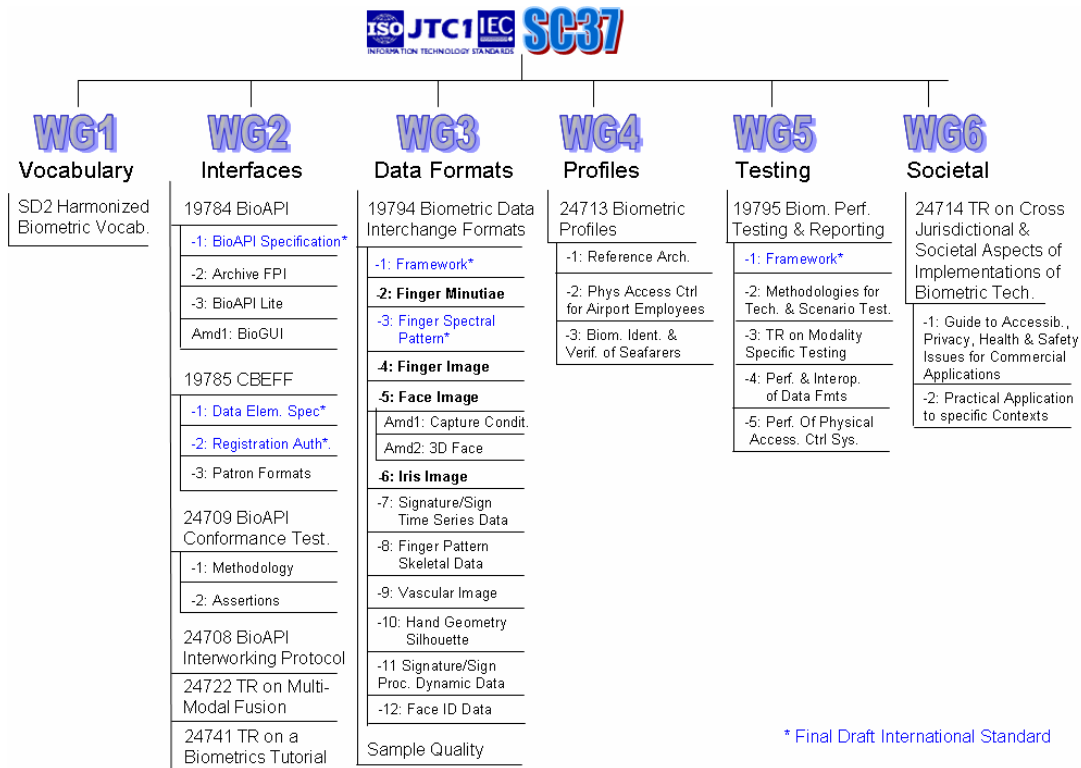 ISO JTC1 IEC SC37
INFORMATION TECHNOLOGY STANDARDS
WG1
Vocabulary
SD2 Harmonized
Biometric Vocab.
WG2
Interfaces
19784 BioAPI
-1: BioAPI Specification*
-2: Archive FPI
-3: BioAPI Lite
Amd1: BioGUI
19785 CBEFF
-1: Data Elem. Spec*
-2: Registration Auth*.
-3: Patron Formats
24709 BioAPI
Conformance Test.
-1: Methodology
-2: Assertions
24708 BioAPI
Interworking Protocol
24722 TR on Multi-
Modal Fusion
24741 TR on a
Biometrics Tutorial
WG3
Data Formats
19794 Biometric Data
Interchange Formats
-1: Framework*
-2: Finger Minutiae
-3: Finger Spectral
Pattern*
-4: Finger Image
-5: Face Image
Amd1: Capture Condit.
Amd2: 3D Face
-6: Iris Image
-7: Signature/Sign
Time Series Data
-8: Finger Pattern
Skeletal Data
-9: Vascular Image
-10: Hand Geometry
Silhouette
-11 Signature/Sign
Proc. Dynamic Data
-12: Face ID Data
Sample Quality
WG4
Profiles
24713 Biometric
Profiles
-1: Reference Arch.
-2: Phys Access Ctrl
for Airport Employees
-3: Biom. Ident. &
Verif. of Seafarers
WG5
Testing
19795 Biom. Perf.
Testing & Reporting
-1: Framework*
-2: Methodologies for
Tech. & Scenario Test.
-3: TR on Modality
Specific Testing
-4: Perf. & Interop.
of Data Fmts
-5: Perf. Of Physical
Access. Ctrl Sys.
WG6
Societal
24714 TR on Cross
Jurisdictional &
Societal Aspects of
Implementations of
Biometric Tech.
-1: Guide to Accessib.,
Privacy, Health & Safety
Issues for Commercial
Applications
-2: Practical Application
to specific Contexts
* Final Draft International Standard